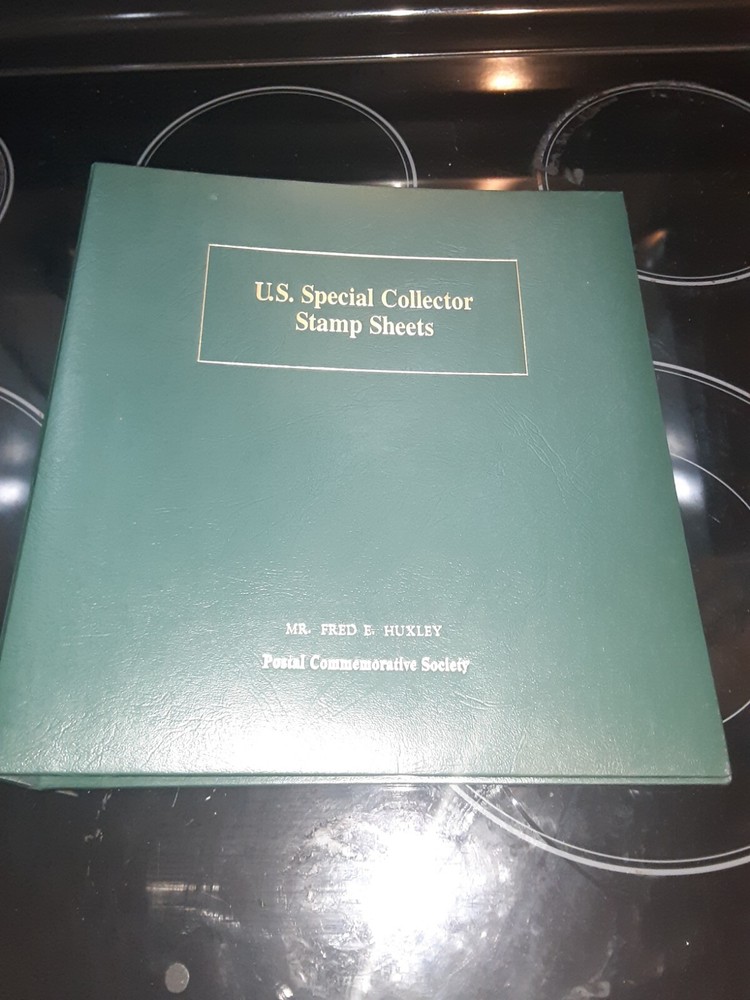 U.S. Special Collector
Stamp Sheets
MR. FRED E. HUXLEY
Postal Commemorative Society